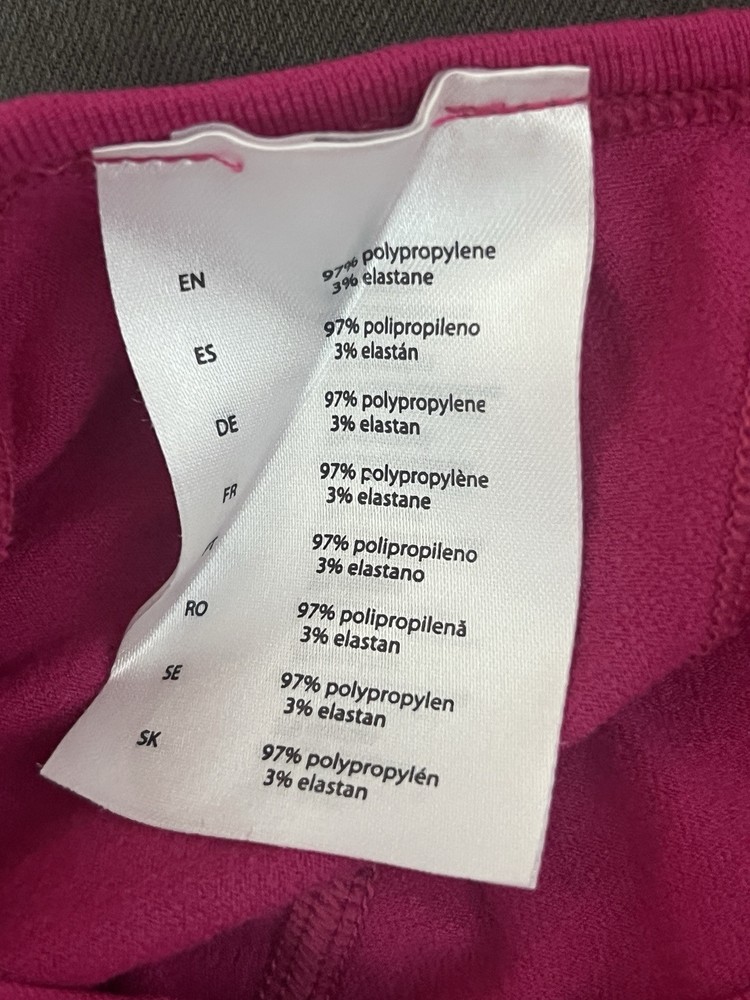 EN 97% polypropylene
3% elastane
ES 97% polipropileno
3% elastán
DE 97% polypropylene
3% elastan
FR 97% polypropylène
3% elastane
97% polipropileno
3% elastano
RO 97% polipropilenă
3% elastan
SE 97% polypropylen
3% elastan
SK 97% polypropylén
3% elastan